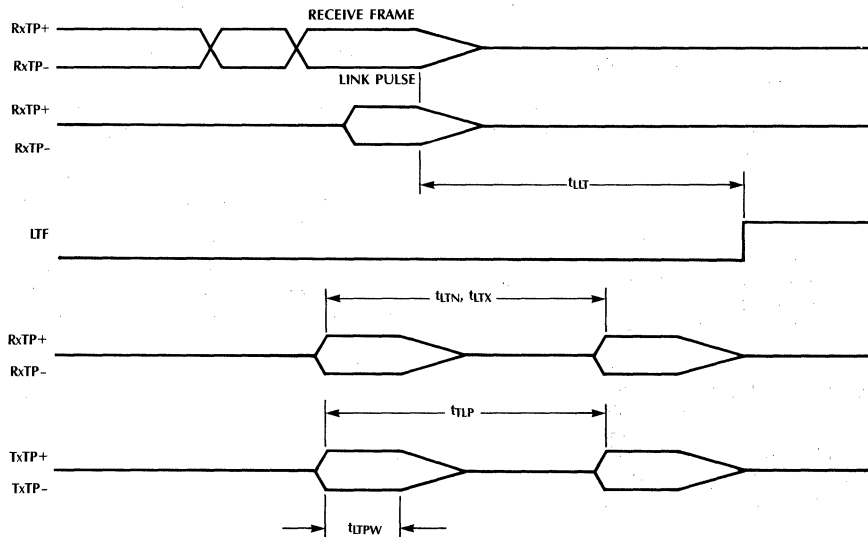 RECEIVE FRAME
RxTP+
RxTP−
LINK PULSE
RxTP+
RxTP−
tLLT
LTF
tLTN, tLTX
RxTP+
RxTP−
tTLP
TxTP+
TxTP−
tLTPW